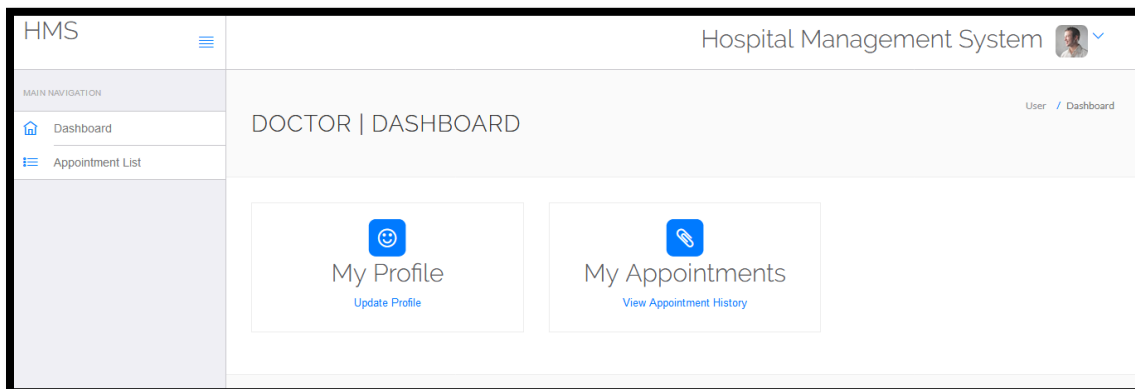 HMS
Hospital Management System
MAIN NAVIGATION
Dashboard
Appointment List
User / Dashboard
DOCTOR | DASHBOARD
My Profile
Update Profile
My Appointments
View Appointment History